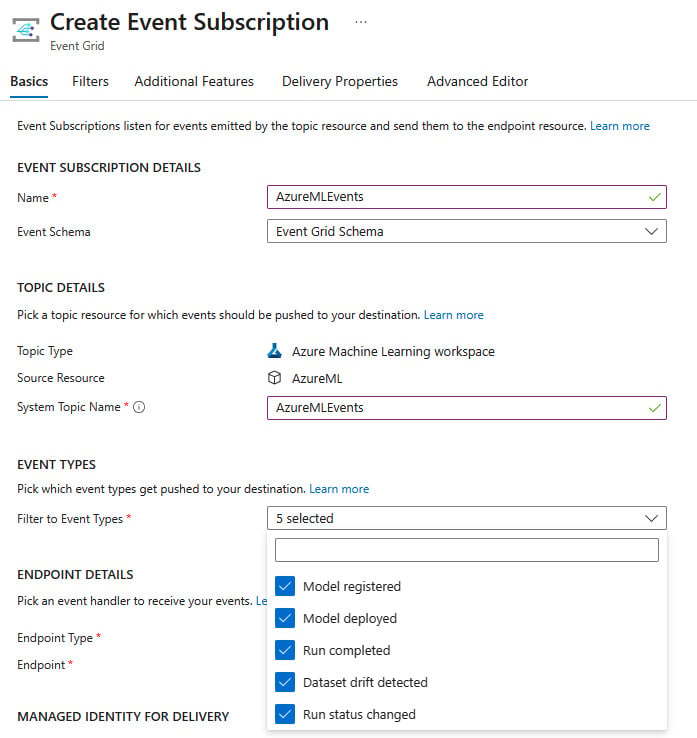 Create Event Subscription ...
Event Grid
Basics Filters Additional Features Delivery Properties Advanced Editor
Event Subscriptions listen for events emitted by the topic resource and send them to the endpoint resource. Learn more
EVENT SUBSCRIPTION DETAILS
Name * AzureMLEvents
Event Schema Event Grid Schema
TOPIC DETAILS
Pick a topic resource for which events should be pushed to your destination. Learn more
Topic Type Azure Machine Learning workspace
Source Resource AzureML
System Topic Name * AzureMLEvents
EVENT TYPES
Pick which event types get pushed to your destination. Learn more
Filter to Event Types * 5 selected
ENDPOINT DETAILS
Model registered
Pick an event handler to receive your events. Le
Model deployed
Endpoint Type *
Run completed
Endpoint *
Dataset drift detected
MANAGED IDENTITY FOR DELIVERY
Run status changed